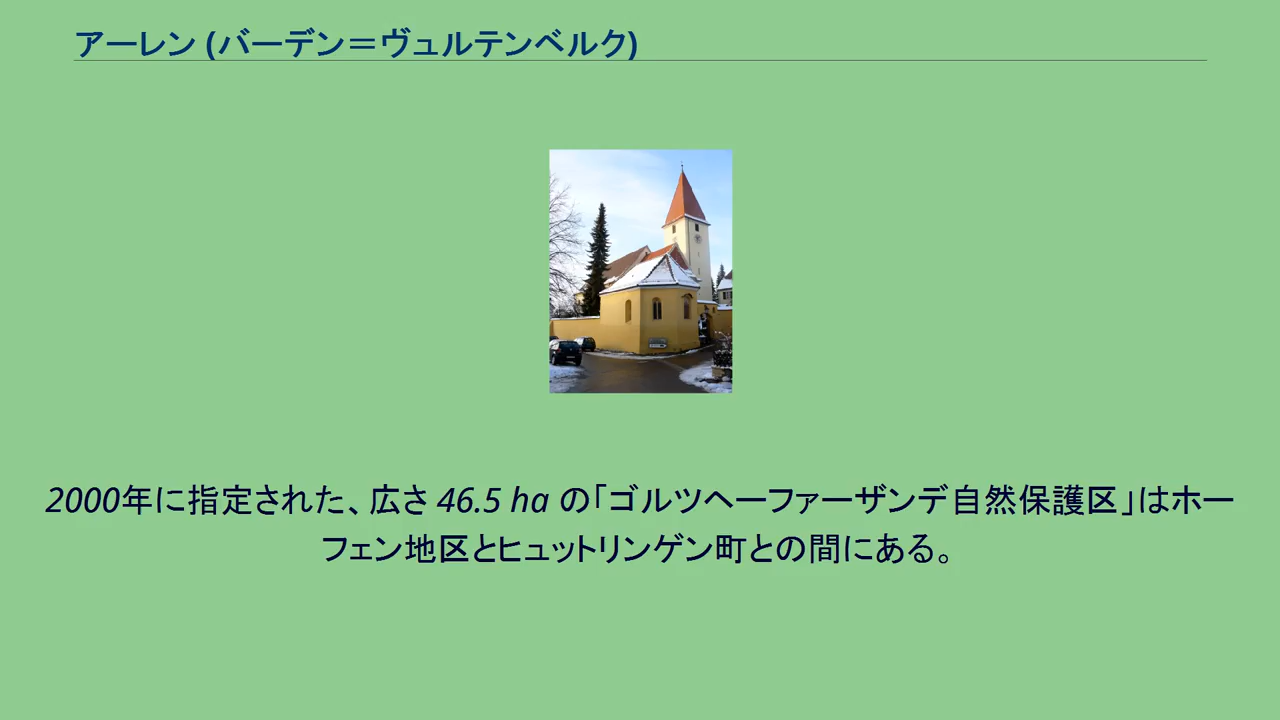 アーレン (バーデン＝ヴュルテンベルク)
2000年に指定された、広さ 46.5 ha の「ゴルツヘーファーザンデ自然保護区」はホー
フェン地区とヒュットリンゲン町との間にある。